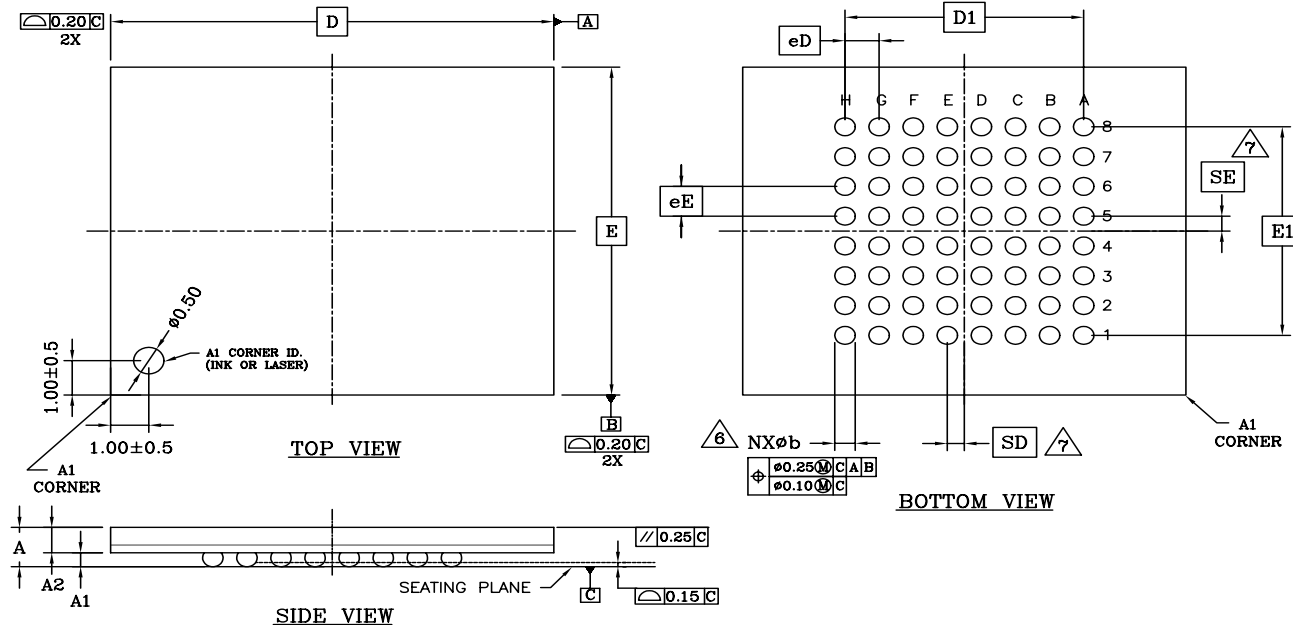 ⌓ 0.20 C
2X
D
A
E
ø0.50
A1 CORNER ID.
(INK OR LASER)
1.00±0.5
1.00±0.5
A1
CORNER
TOP VIEW
B
⌓ 0.20 C
2X
D1
eD
H G F E D C B A
8
7
6
5
4
3
2
1
7
SE
eE
E1
6 NXøb
⌖ ø0.25Ⓜ C A B
ø0.10Ⓜ C
SD 7
A1
CORNER
BOTTOM VIEW
A
A2
A1
// 0.25 C
SEATING PLANE
C
⌓ 0.15 C
SIDE VIEW